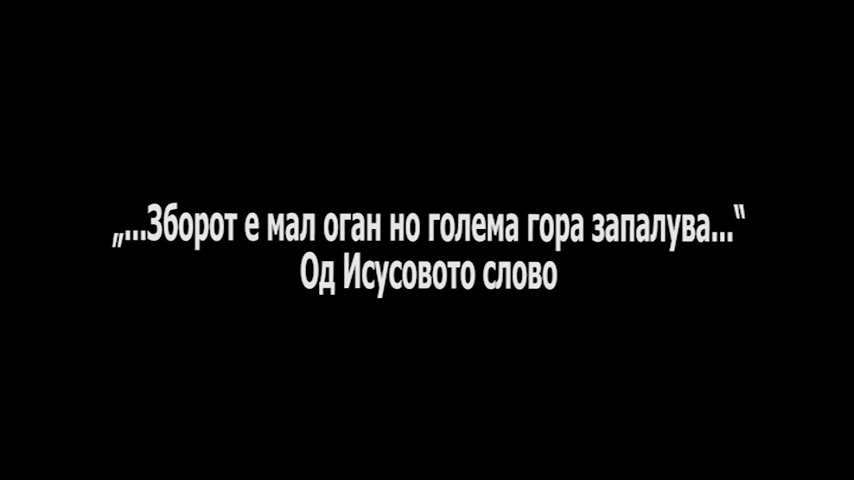 „...Зборот е мал оган но голема гора запалува...“
Од Исусовото слово